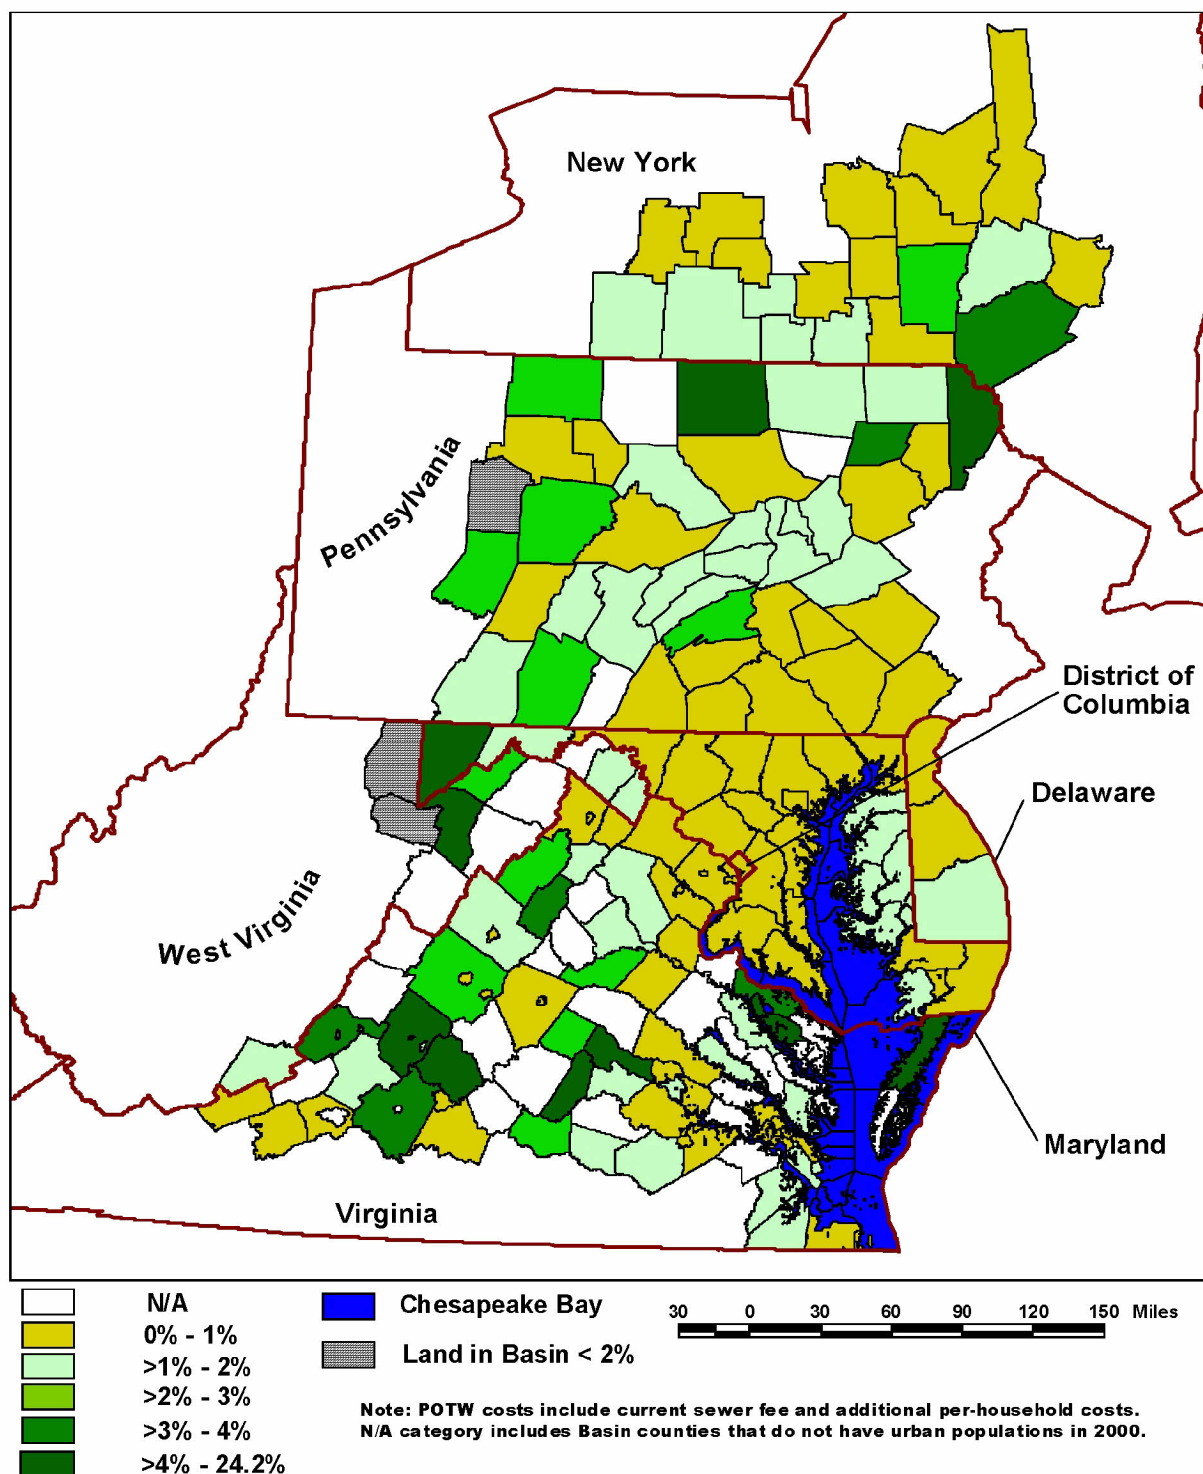 New York
Pennsylvania
District of
Columbia
Delaware
West Virginia
Maryland
Virginia
N/A
0% - 1%
>1% - 2%
>2% - 3%
>3% - 4%
>4% - 24.2%
Chesapeake Bay
Land in Basin < 2%
30 0 30 60 90 120 150 Miles
Note: POTW costs include current sewer fee and additional per-household costs.
N/A category includes Basin counties that do not have urban populations in 2000.